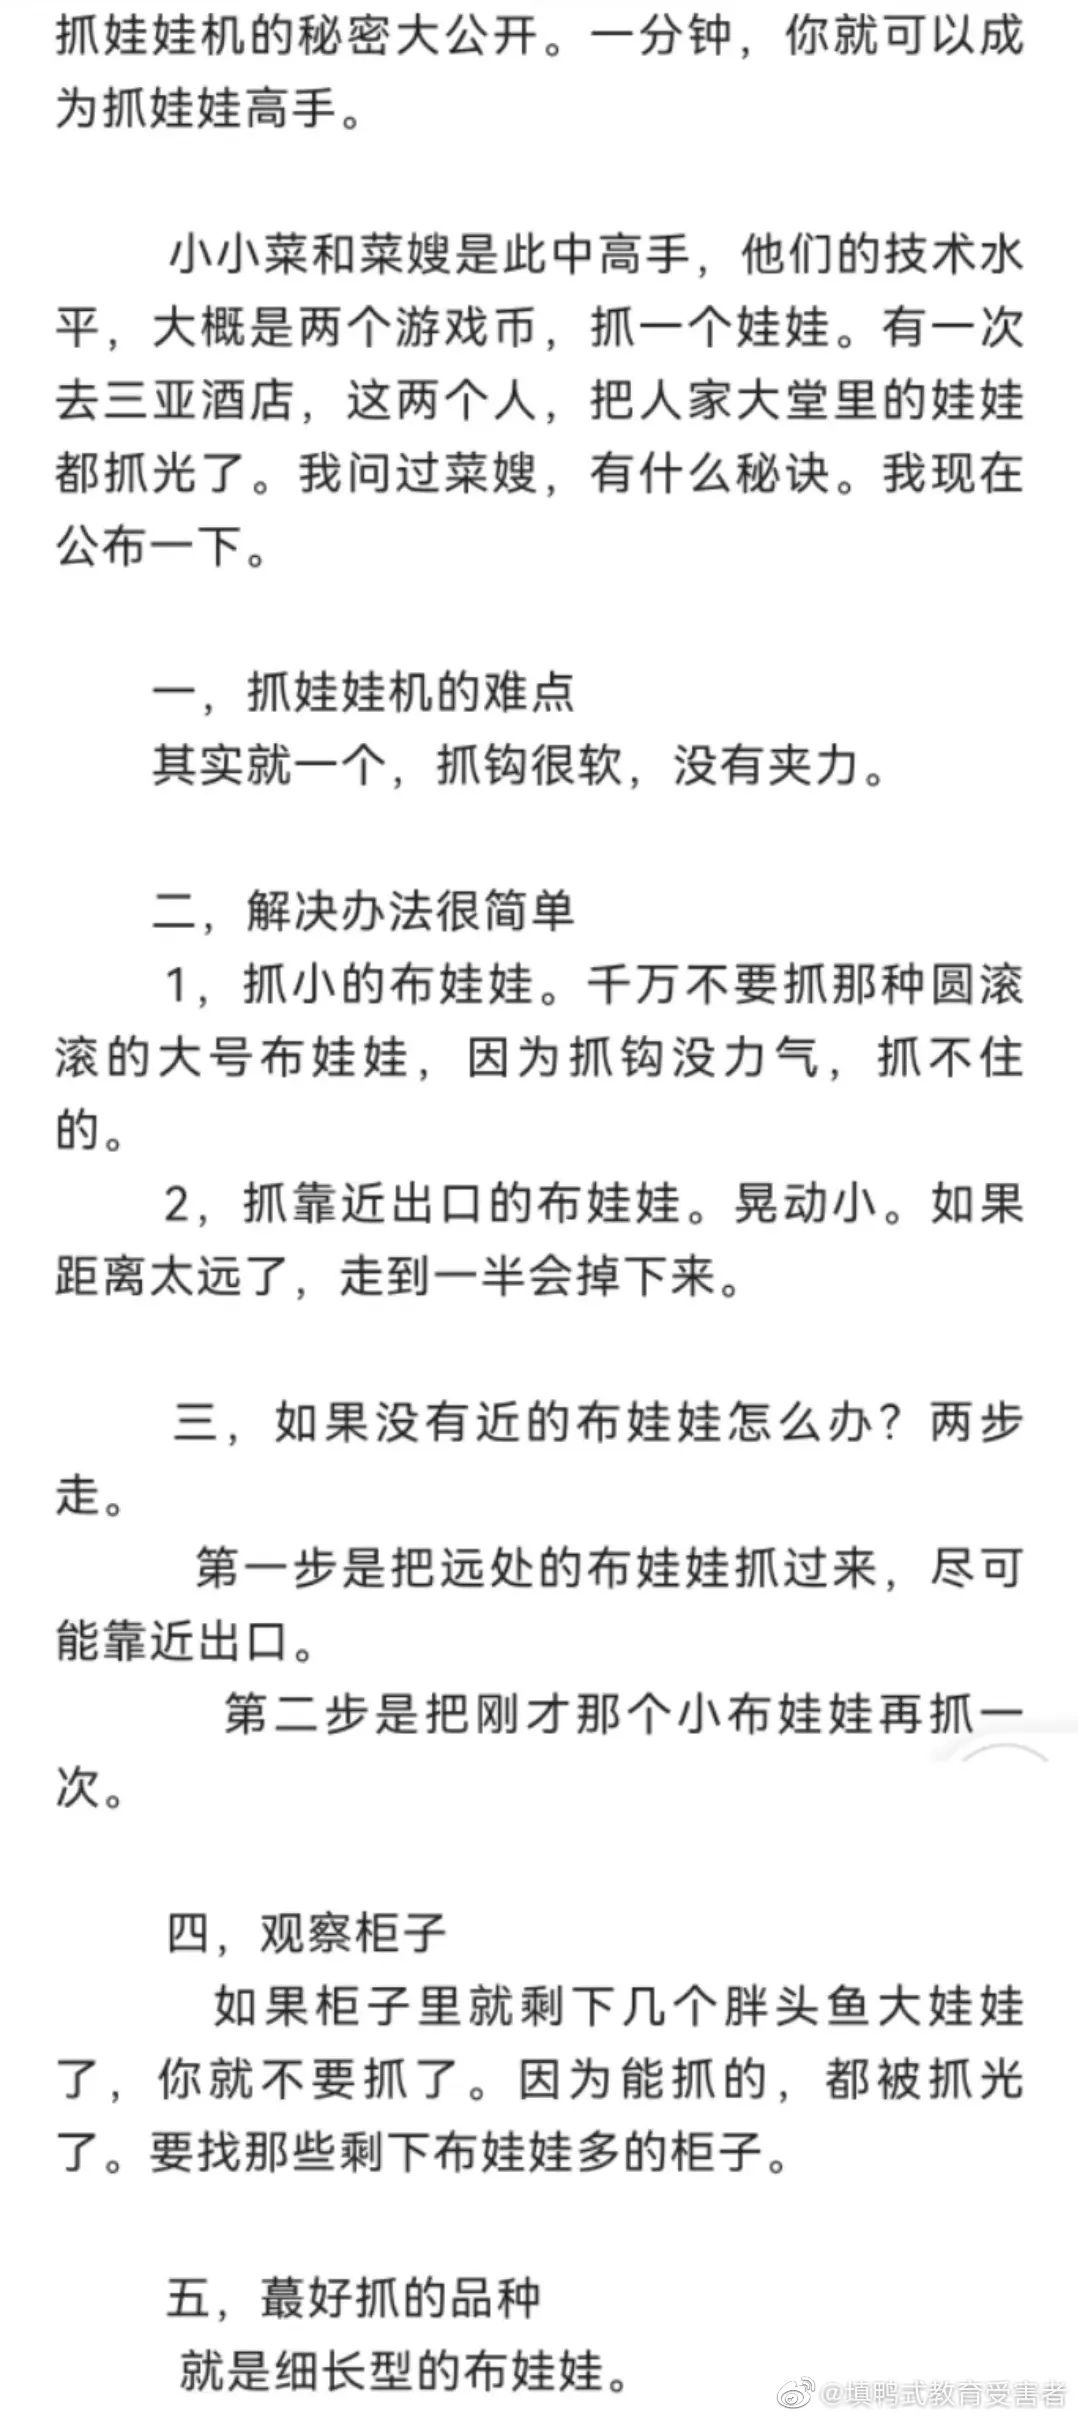 抓娃娃机的秘密大公开。一分钟，你就可以成
为抓娃娃高手。
小小菜和菜嫂是此中高手，他们的技术水
平，大概是两个游戏币，抓一个娃娃。有一次
去三亚酒店，这两个人，把人家大堂里的娃娃
都抓光了。我问过菜嫂，有什么秘诀。我现在
公布一下。
一，抓娃娃机的难点
其实就一个，抓钩很软，没有夹力。
二，解决办法很简单
1，抓小的布娃娃。千万不要抓那种圆滚
滚的大号布娃娃，因为抓钩没力气，抓不住
的。
2，抓靠近出口的布娃娃。晃动小。如果
距离太远了，走到一半会掉下来。
三，如果没有近的布娃娃怎么办？两步
走。
第一步是把远处的布娃娃抓过来，尽可
能靠近出口。
第二步是把刚才那个小布娃娃再抓一
次。
四，观察柜子
如果柜子里就剩下几个胖头鱼大娃娃
了，你就不要抓了。因为能抓的，都被抓光
了。要找那些剩下布娃娃多的柜子。
五，蕞好抓的品种
就是细长型的布娃娃。
@填鸭式教育受害者